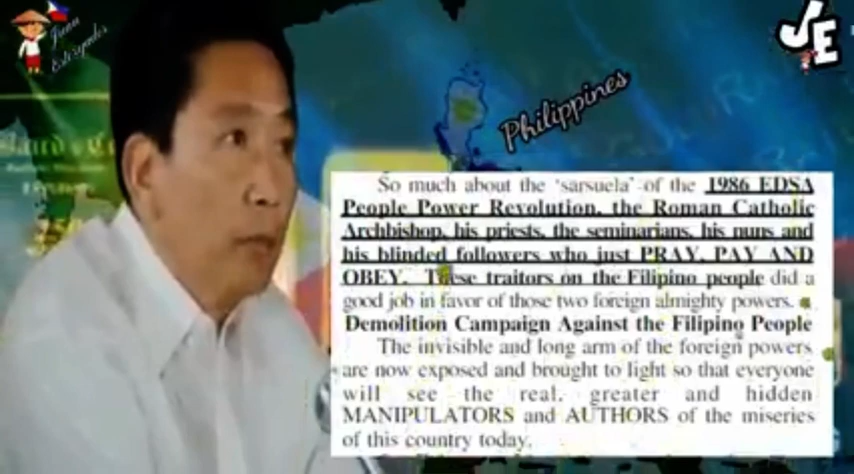 Juan
JE
Philippines
So much about the 'sarsuela' of the 1986 EDSA
People Power Revolution, the Roman Catholic
Archbishop, his priests, the seminarians, his nuns and
his blinded followers who just PRAY, PAY AND
OBEY. These traitors on the Filipino people did a
good job in favor of those two foreign almighty powers.
Demolition Campaign Against the Filipino People
The invisible and long arm of the foreign powers
are now exposed and brought to light so that everyone
will see the real, greater and hidden
MANIPULATORS and AUTHORS of the miseries
of this country today.